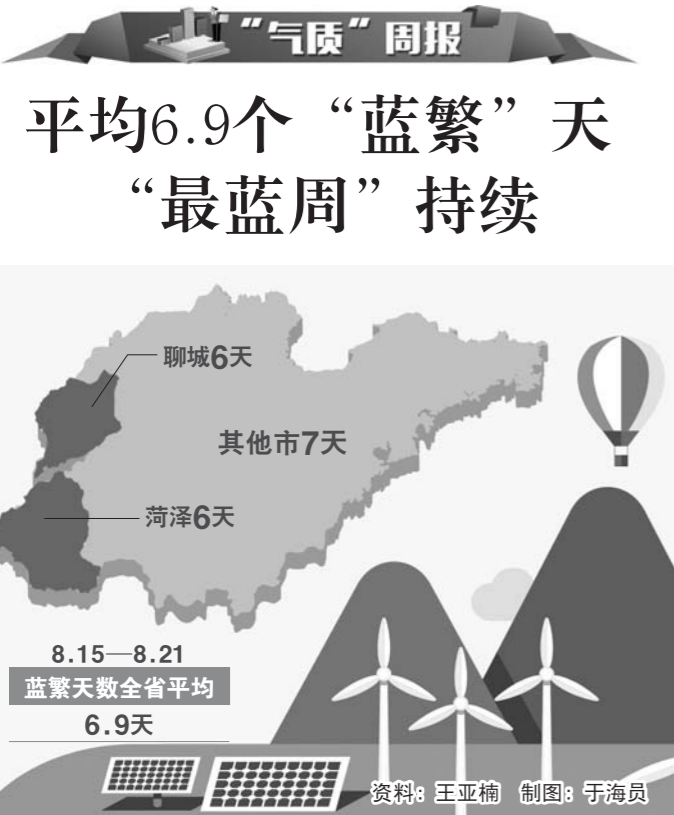 “气质”周报
平均6.9个“蓝繁”天
“最蓝周”持续
聊城6天
其他市7天
菏泽6天
8.15—8.21
蓝繁天数全省平均
6.9天
资料：王亚楠 制图：于海员